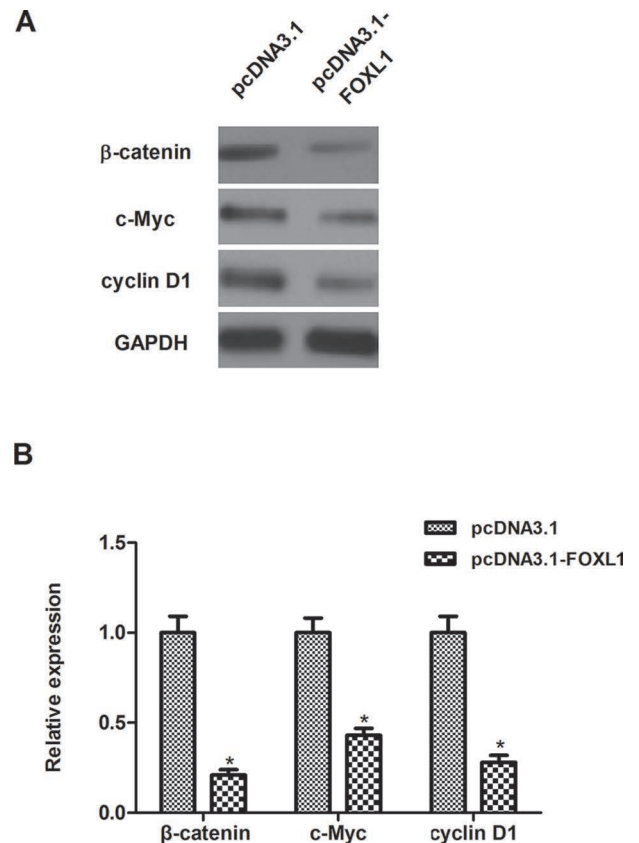 A
pcDNA3.1
pcDNA3.1-
FOXL1
β-catenin
c-Myc
cyclin D1
GAPDH
B
pcDNA3.1
pcDNA3.1-FOXL1
Relative expression
1.5
1.0
0.5
0.0
*
*
*
β-catenin
c-Myc
cyclin D1